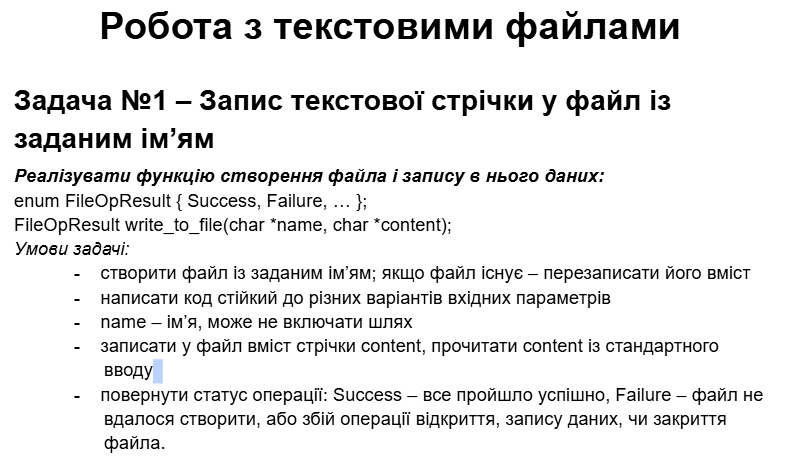 Робота з текстовими файлами
Задача №1 – Запис текстової стрічки у файл із
заданим ім’ям
Реалізувати функцію створення файла і запису в нього даних:
enum FileOpResult { Success, Failure, … };
FileOpResult write_to_file(char *name, char *content);
Умови задачі:
- створити файл із заданим ім’ям; якщо файл існує – перезаписати його вміст
- написати код стійкий до різних варіантів вхідних параметрів
- name – ім’я, може не включати шлях
- записати у файл вміст стрічки content, прочитати content із стандартного
вводу
- повернути статус операції: Success – все пройшло успішно, Failure – файл не
вдалося створити, або збій операції відкриття, запису даних, чи закриття
файла.